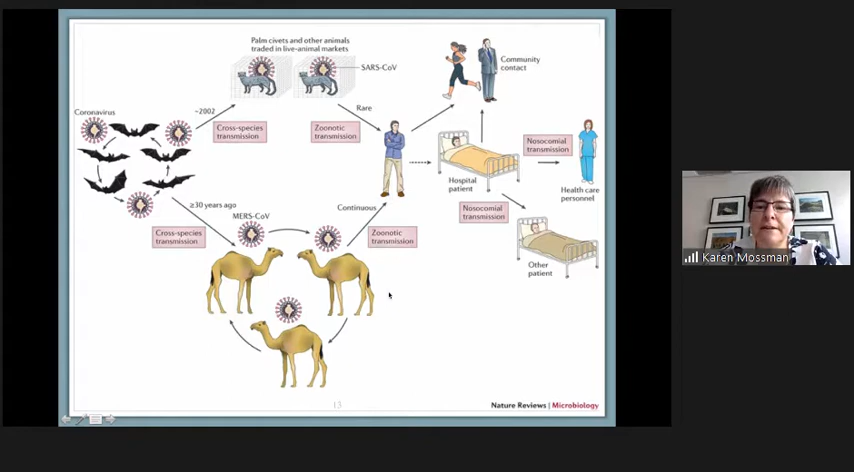 Palm civets and other animals
traded in live-animal markets
SARS-CoV
Community
contact
Coronavirus
~2002
Rare
Cross-species
transmission
Zoonotic
transmission
Nosocomial
transmission
Hospital
patient
Health care
personnel
≥30 years ago
MERS-CoV
Continuous
Nosocomial
transmission
Cross-species
transmission
Zoonotic
transmission
Other
patient
13
Nature Reviews | Microbiology
Karen Mossman